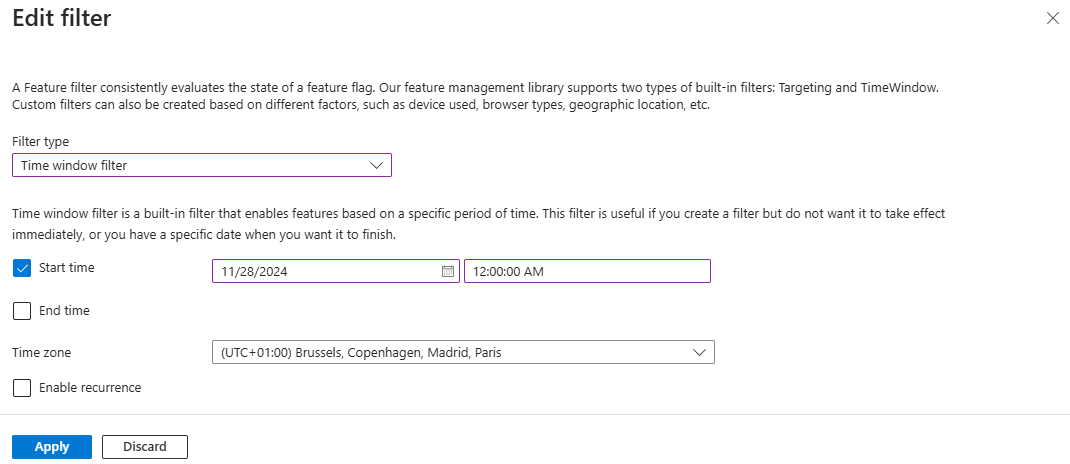 Edit filter
A Feature filter consistently evaluates the state of a feature flag. Our feature management library supports two types of built-in filters: Targeting and TimeWindow.
Custom filters can also be created based on different factors, such as device used, browser types, geographic location, etc.
Filter type
Time window filter
Time window filter is a built-in filter that enables features based on a specific period of time. This filter is useful if you create a filter but do not want it to take effect
immediately, or you have a specific date when you want it to finish.
Start time 11/28/2024 12:00:00 AM
End time
Time zone (UTC+01:00) Brussels, Copenhagen, Madrid, Paris
Enable recurrence
Apply Discard